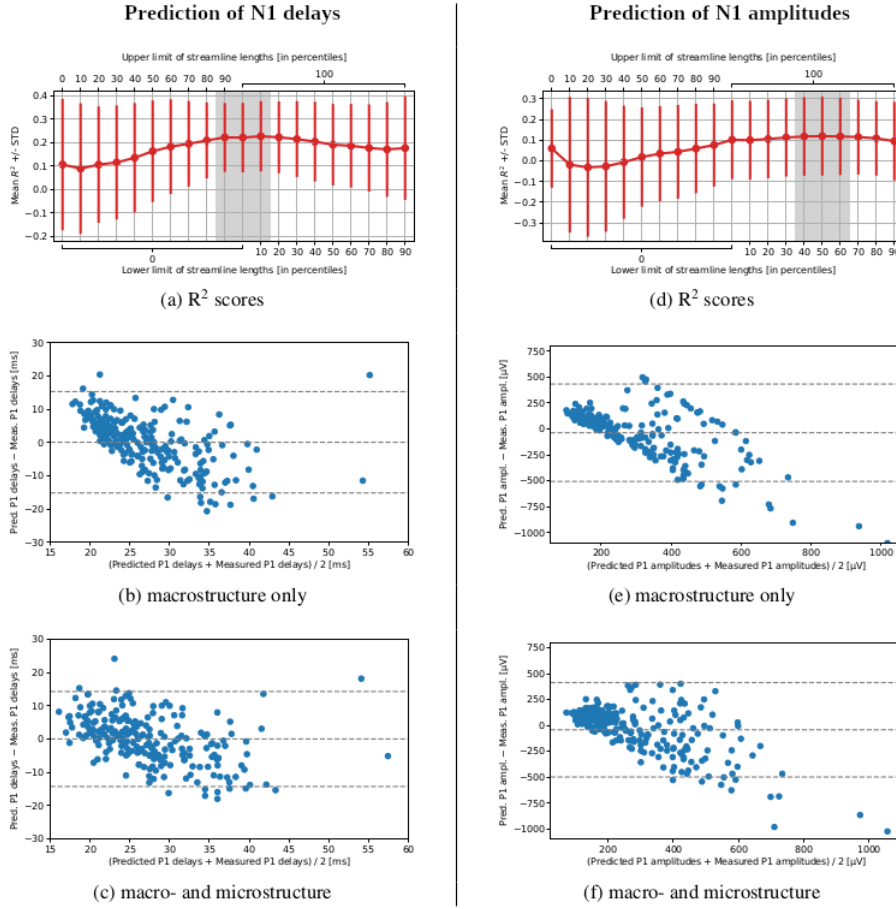 Prediction of N1 delays
Upper limit of streamline lengths [in percentiles]
100
0 10 20 30 40 50 60 70 80 90
0.4
0.3
0.2
0.1
0.0
−0.1
−0.2
Mean R² +/- STD
10 20 30 40 50 60 70 80 90
0
Lower limit of streamline lengths [in percentiles]
(a) R² scores
30
20
10
0
−10
−20
−30
Pred. P1 delays − Meas. P1 delays [ms]
15 20 25 30 35 40 45 50 55 60
(Predicted P1 delays + Measured P1 delays) / 2 [ms]
(b) macrostructure only
30
20
10
0
−10
−20
−30
Pred. P1 delays − Meas. P1 delays [ms]
15 20 25 30 35 40 45 50 55 60
(Predicted P1 delays + Measured P1 delays) / 2 [ms]
(c) macro- and microstructure
Prediction of N1 amplitudes
Upper limit of streamline lengths [in percentiles]
100
0 10 20 30 40 50 60 70 80 90
0.3
0.2
0.1
0.0
−0.1
−0.2
−0.3
Mean R² +/- STD
10 20 30 40 50 60 70 80 90
0
Lower limit of streamline lengths [in percentiles]
(d) R² scores
750
500
250
0
−250
−500
−750
−1000
Pred. P1 ampl. − Meas. P1 ampl. [µV]
200 400 600 800 1000
(Predicted P1 amplitudes + Measured P1 amplitudes) / 2 [µV]
(e) macrostructure only
750
500
250
0
−250
−500
−750
−1000
Pred. P1 ampl. − Meas. P1 ampl. [µV]
200 400 600 800 1000
(Predicted P1 amplitudes + Measured P1 amplitudes) / 2 [µV]
(f) macro- and microstructure